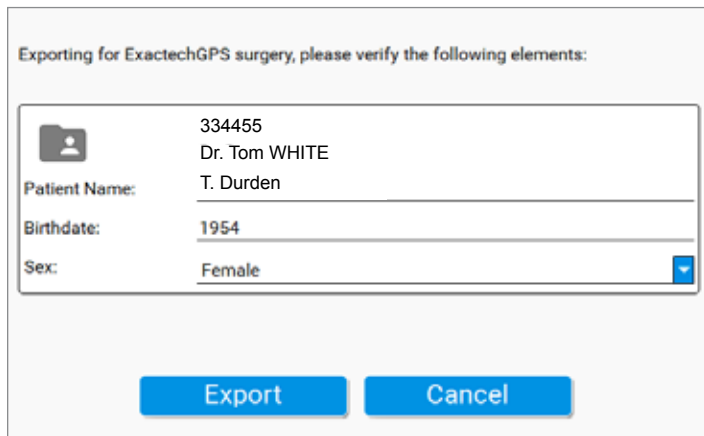 Exporting for ExactechGPS surgery, please verify the following elements:
334455
Dr. Tom WHITE
Patient Name: T. Durden
Birthdate: 1954
Sex: Female
Export Cancel